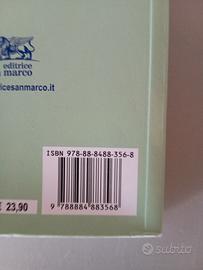 editrice
marco
icesanmarco.it
ISBN 978-88-8488-356-8
€ 23,90
9 788884 883568
subito